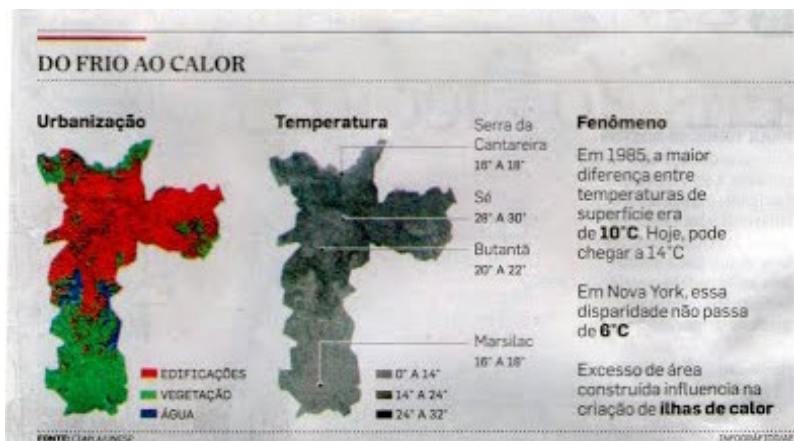 DO FRIO AO CALOR
Urbanização
EDIFICAÇÕES
VEGETAÇÃO
ÁGUA
Temperatura
Serra da
Cantareira
16° A 18°
Sé
28° A 30°
Butantã
20° A 22°
Marsilac
16° A 18°
0° A 14°
14° A 24°
24° A 32°
Fenômeno
Em 1985, a maior
diferença entre
temperaturas de
superfície era
de 10°C. Hoje, pode
chegar a 14°C
Em Nova York, essa
disparidade não passa
de 6°C
Excesso de área
construída influencia na
criação de ilhas de calor
FONTE: